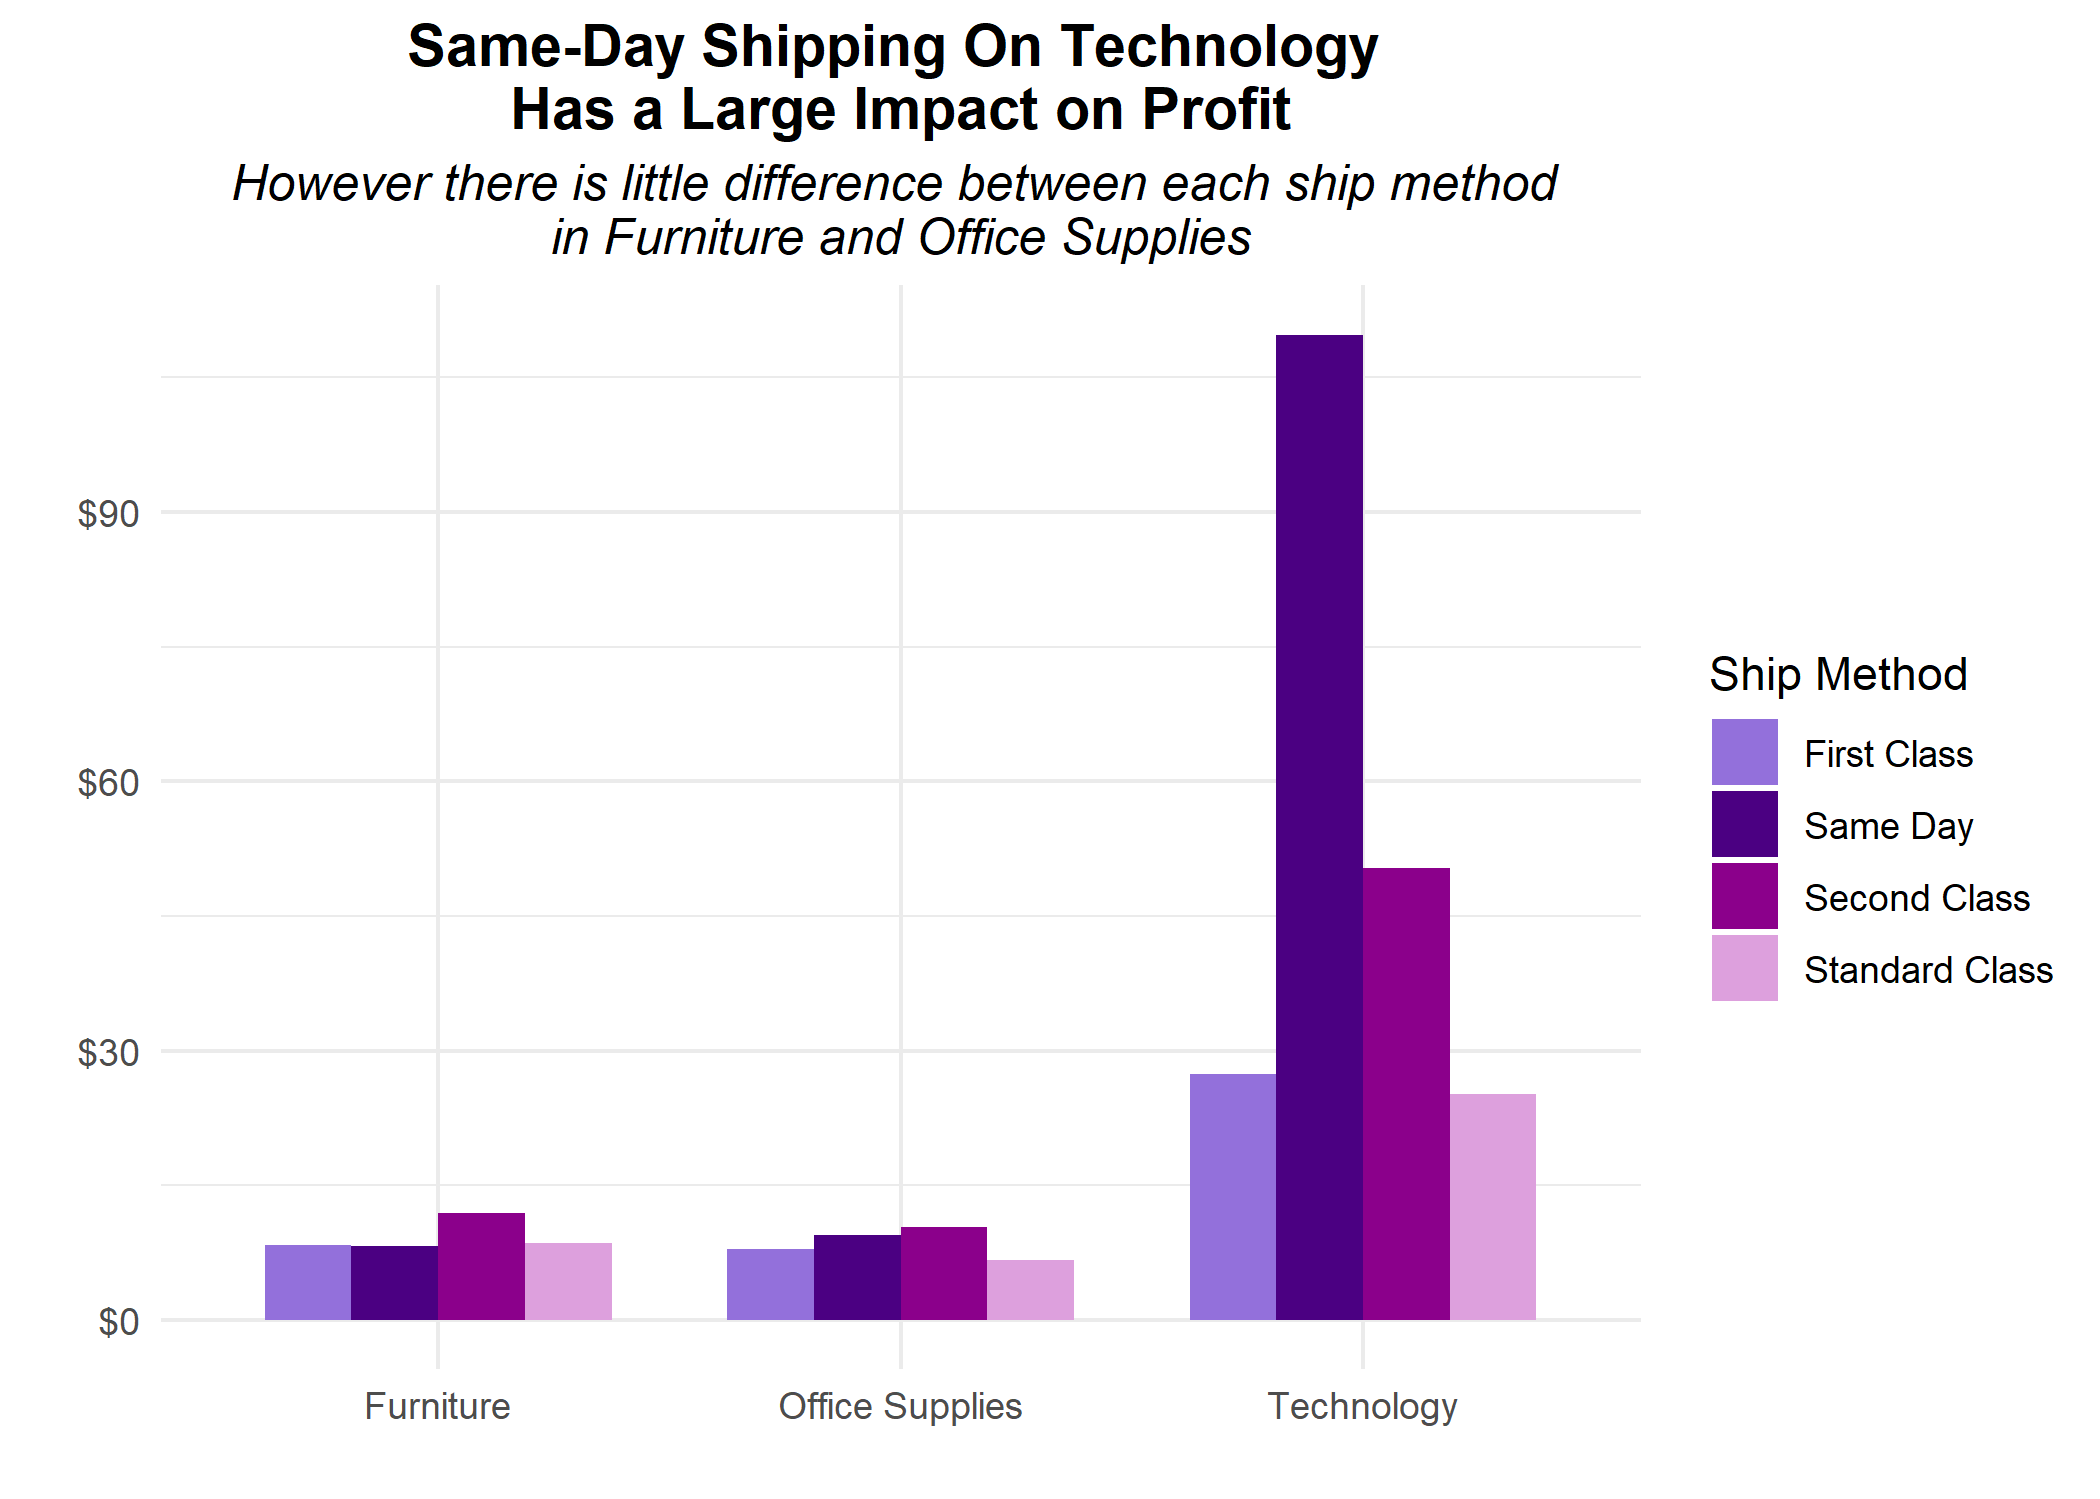 Same-Day Shipping On Technology
Has a Large Impact on Profit
However there is little difference between each ship method
in Furniture and Office Supplies
$90
$60
$30
$0
Furniture
Office Supplies
Technology
Ship Method
First Class
Same Day
Second Class
Standard Class